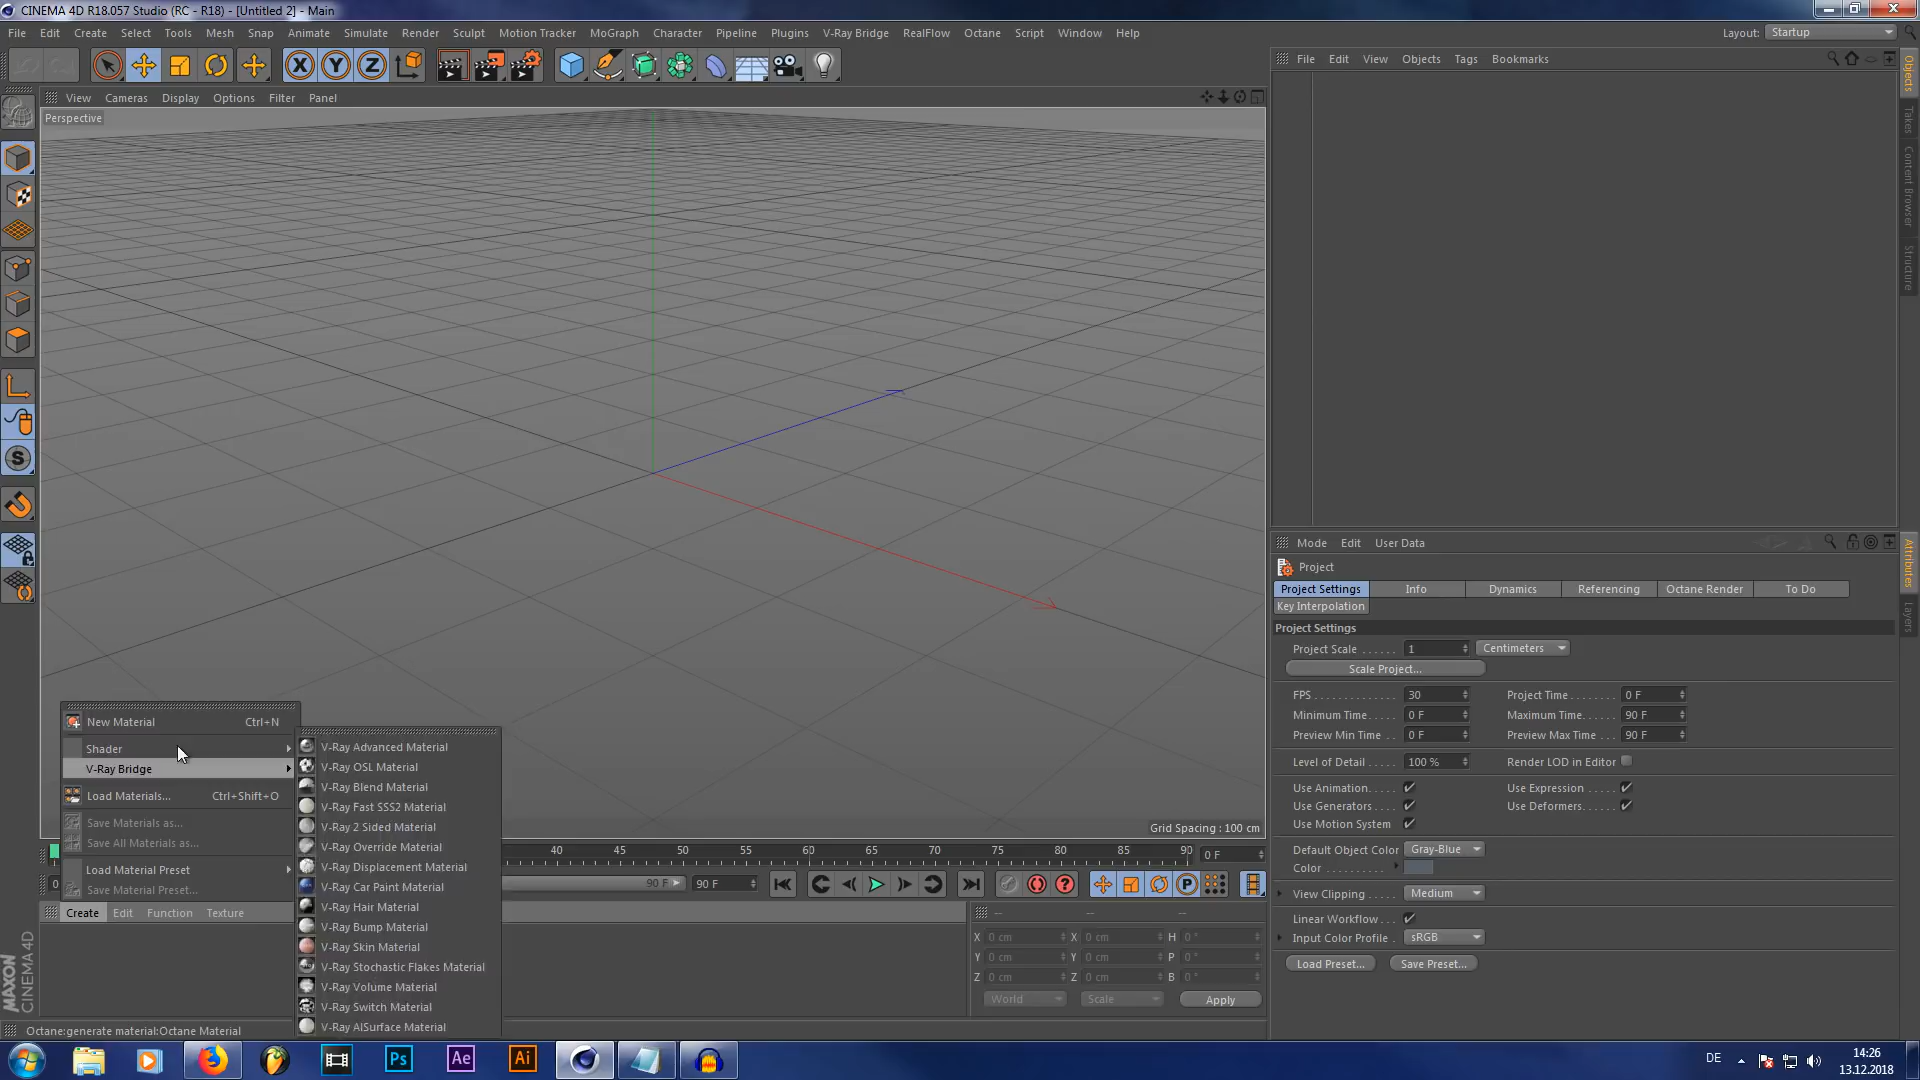 CINEMA 4D R18.057 Studio (RC - R18) - [Untitled 2] - Main
File Edit Create Select Tools Mesh Snap Animate Simulate Render Sculpt Motion Tracker MoGraph Character Pipeline Plugins V-Ray Bridge RealFlow Octane Script Window Help
Layout: Startup
X Y Z
File Edit View Objects Tags Bookmarks
View Cameras Display Options Filter Panel
Perspective
Objects
Takes
Content Browser
Structure
Mode Edit User Data
Project
Project Settings Info Dynamics Referencing Octane Render To Do
Key Interpolation
Project Settings
Project Scale ...... 1 Centimeters
Scale Project...
FPS ............. 30 Project Time ....... 0 F
Minimum Time... 0 F Maximum Time.. 90 F
Preview Min Time : 0 F Preview Max Time : 90 F
Level of Detail .... 100 % Render LOD in Editor
Use Animation.... Use Expression ....
Use Generators... Use Deformers....
Use Motion System
Default Object Color Gray-Blue
Color
View Clipping... Medium
Linear Workflow...
Input Color Profile . sRGB
Load Preset... Save Preset...
Attributes
Layers
New Material Ctrl+N
Shader
V-Ray Bridge
Load Materials... Ctrl+Shift+O
Save Materials as...
Save All Materials as...
Load Material Preset
Save Material Preset...
V-Ray Advanced Material
V-Ray OSL Material
V-Ray Blend Material
V-Ray Fast SSS2 Material
V-Ray 2 Sided Material
V-Ray Override Material
V-Ray Displacement Material
V-Ray Car Paint Material
V-Ray Hair Material
V-Ray Bump Material
V-Ray Skin Material
V-Ray Stochastic Flakes Material
V-Ray Volume Material
V-Ray Switch Material
V-Ray AlSurface Material
Grid Spacing : 100 cm
40 45 50 55 60 65 70 75 80 85 90 0 F
0 90 F 90 F
P
Create Edit Function Texture
-- -- --
X 0 cm X 0 cm H 0 °
Y 0 cm Y 0 cm P 0 °
Z 0 cm Z 0 cm B 0 °
World Scale Apply
MAXON
CINEMA 4D
Octane:generate material:Octane Material
Ps Ae Ai
DE
14:26
13.12.2018